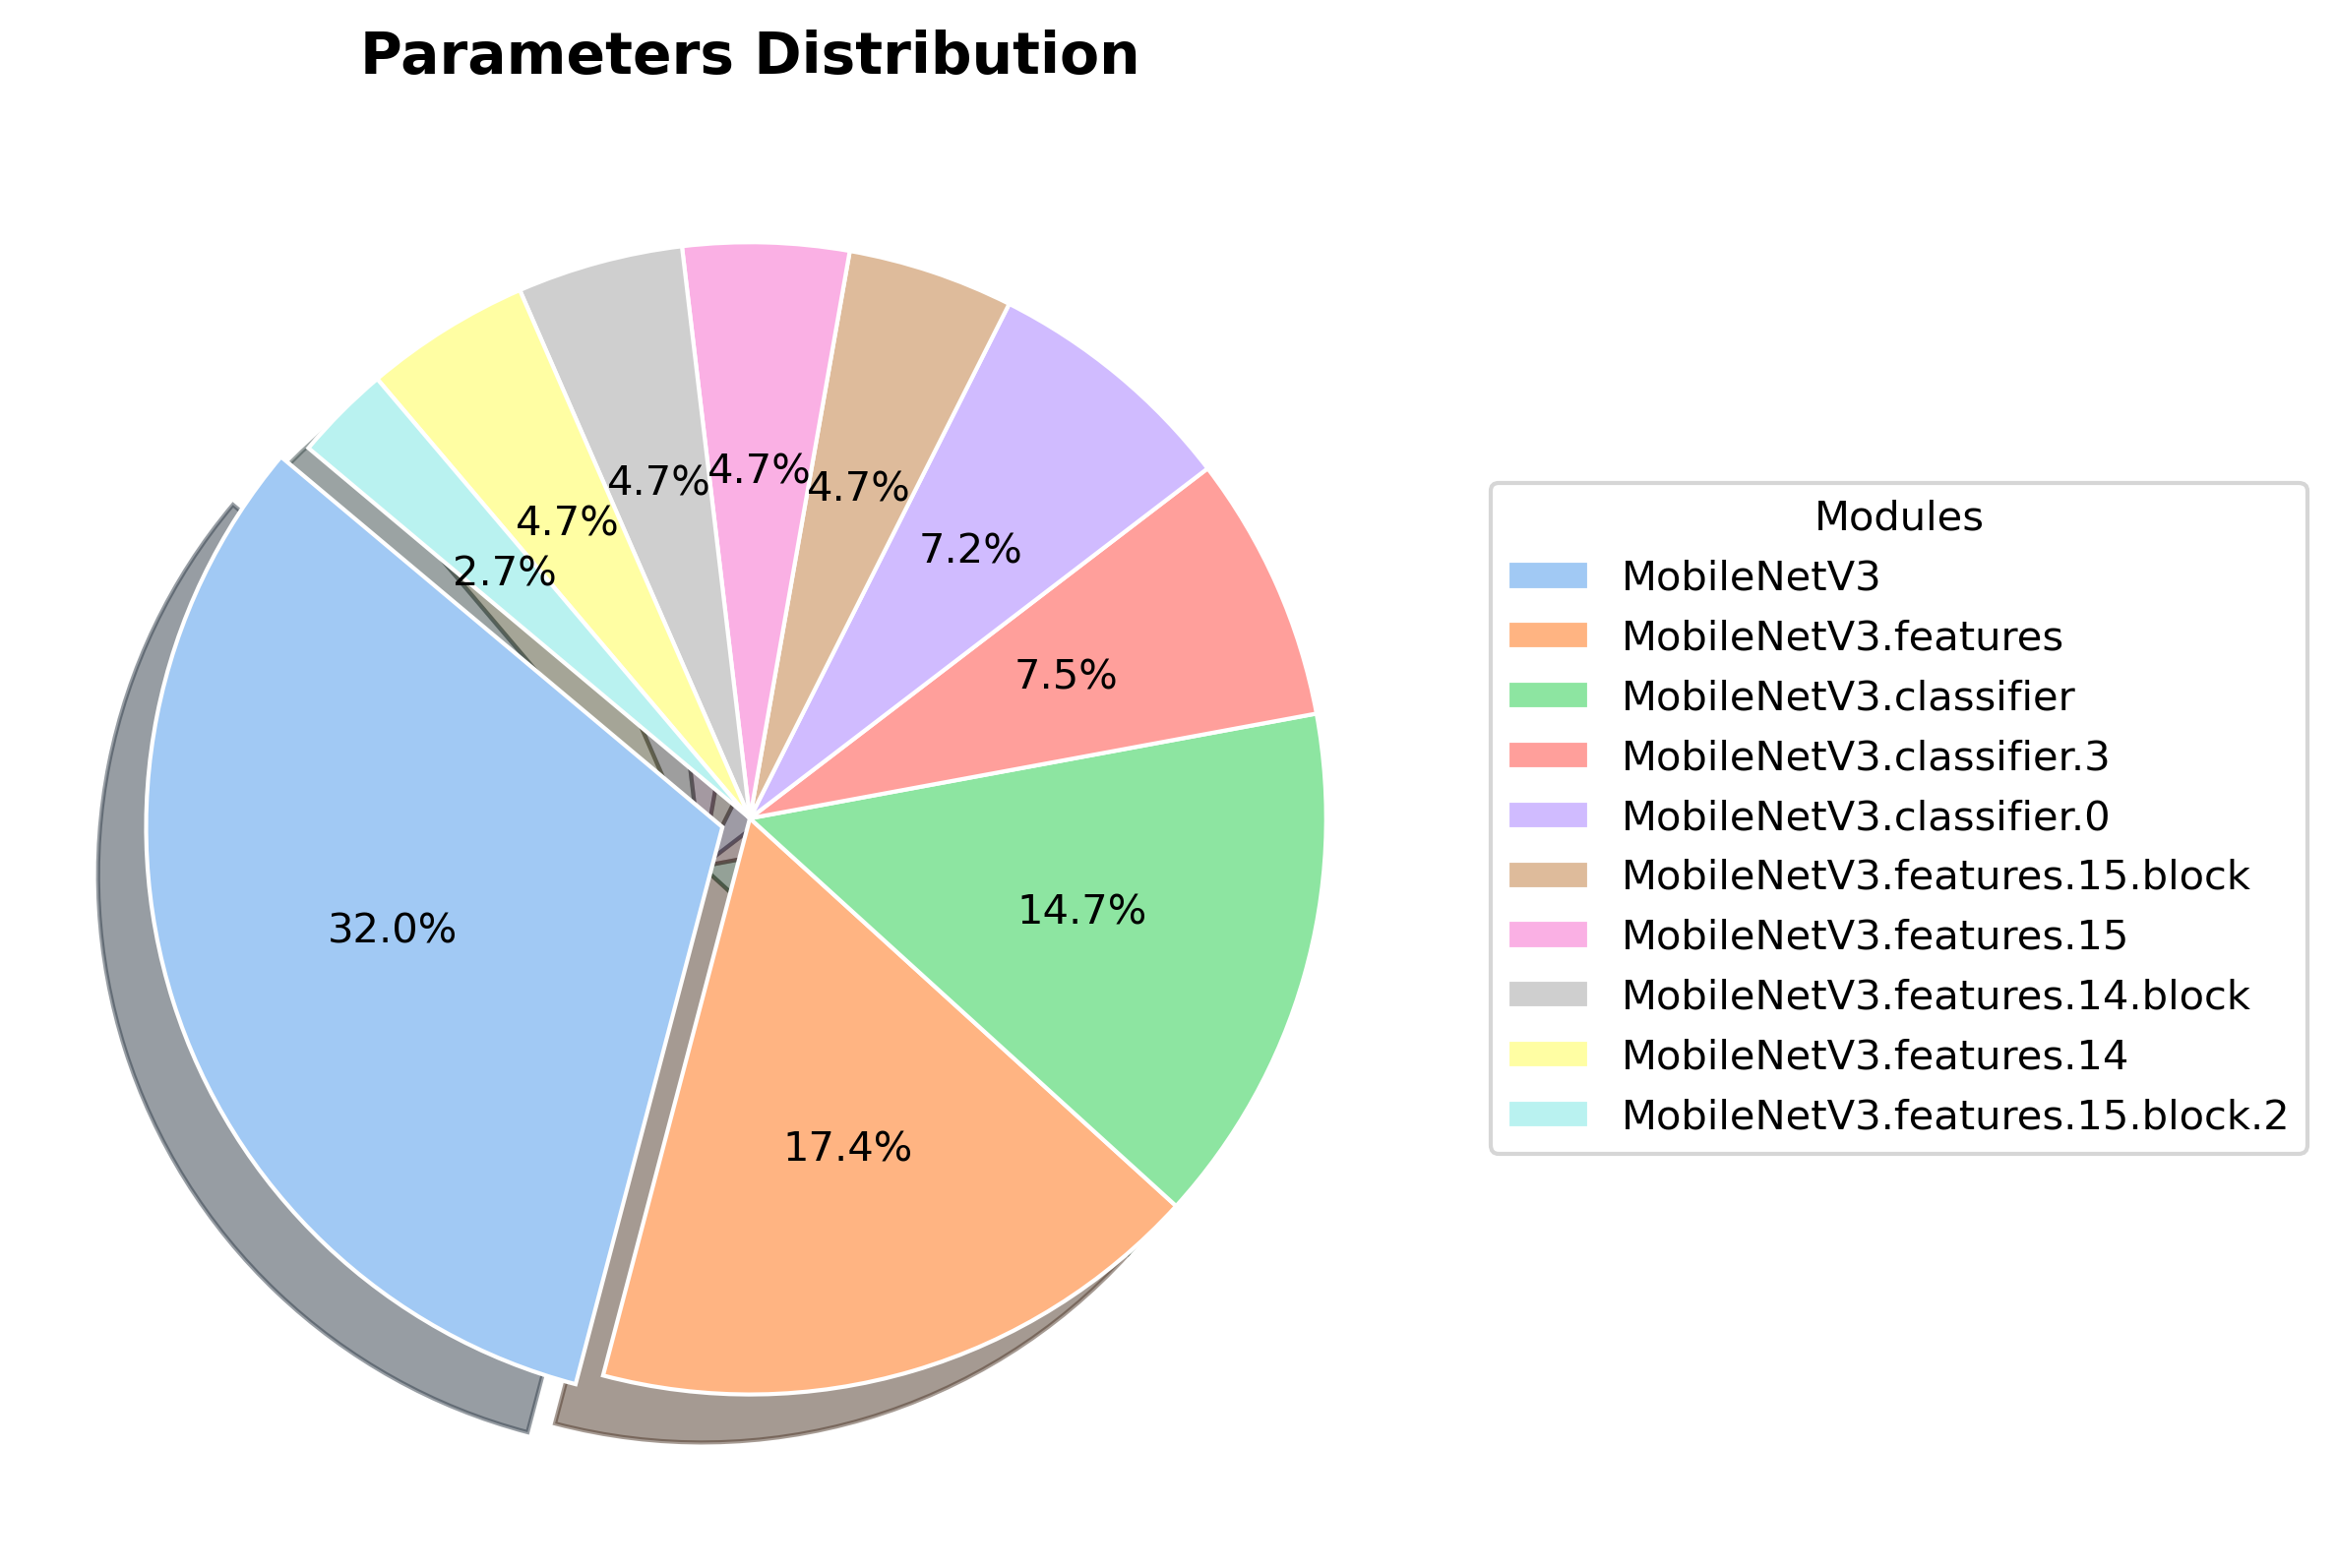 Parameters Distribution
4.7%
4.7%
4.7%
4.7%
2.7%
7.2%
7.5%
32.0%
14.7%
17.4%
Modules
MobileNetV3
MobileNetV3.features
MobileNetV3.classifier
MobileNetV3.classifier.3
MobileNetV3.classifier.0
MobileNetV3.features.15.block
MobileNetV3.features.15
MobileNetV3.features.14.block
MobileNetV3.features.14
MobileNetV3.features.15.block.2